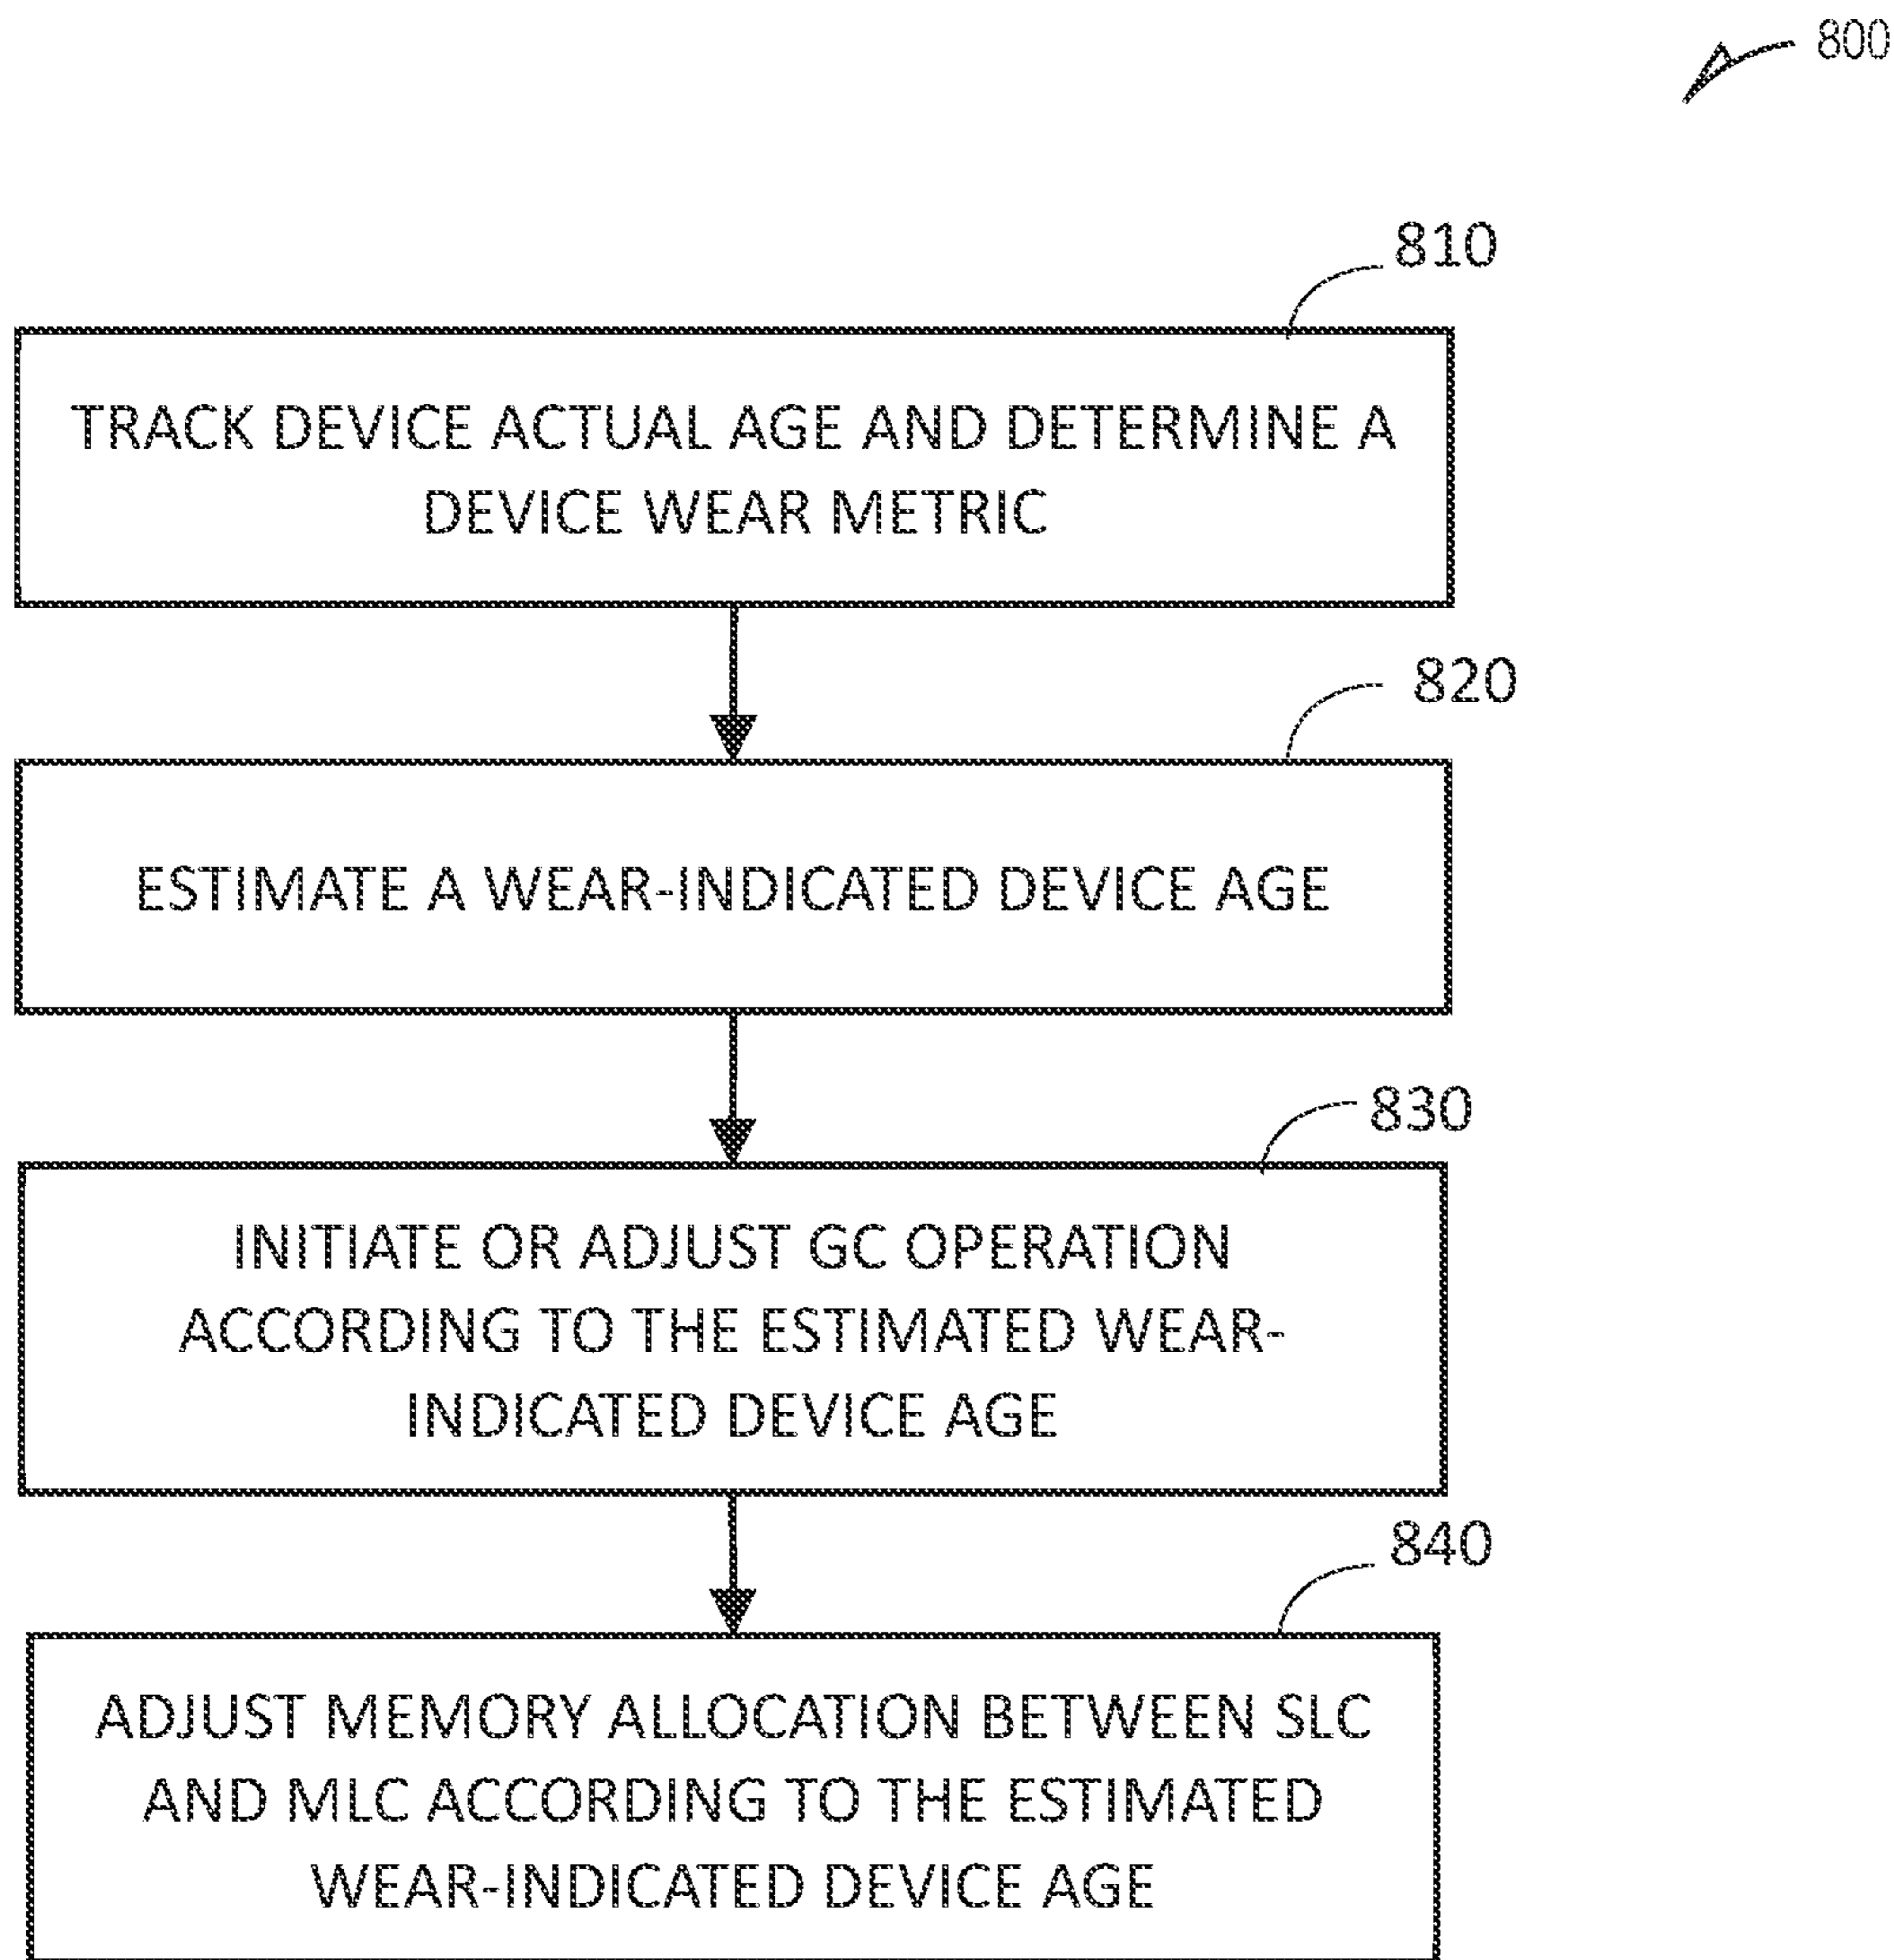 800
810
TRACK DEVICE ACTUAL AGE AND DETERMINE A
DEVICE WEAR METRIC
820
ESTIMATE A WEAR-INDICATED DEVICE AGE
830
INITIATE OR ADJUST GC OPERATION
ACCORDING TO THE ESTIMATED WEAR-
INDICATED DEVICE AGE
840
ADJUST MEMORY ALLOCATION BETWEEN SLC
AND MLC ACCORDING TO THE ESTIMATED
WEAR-INDICATED DEVICE AGE